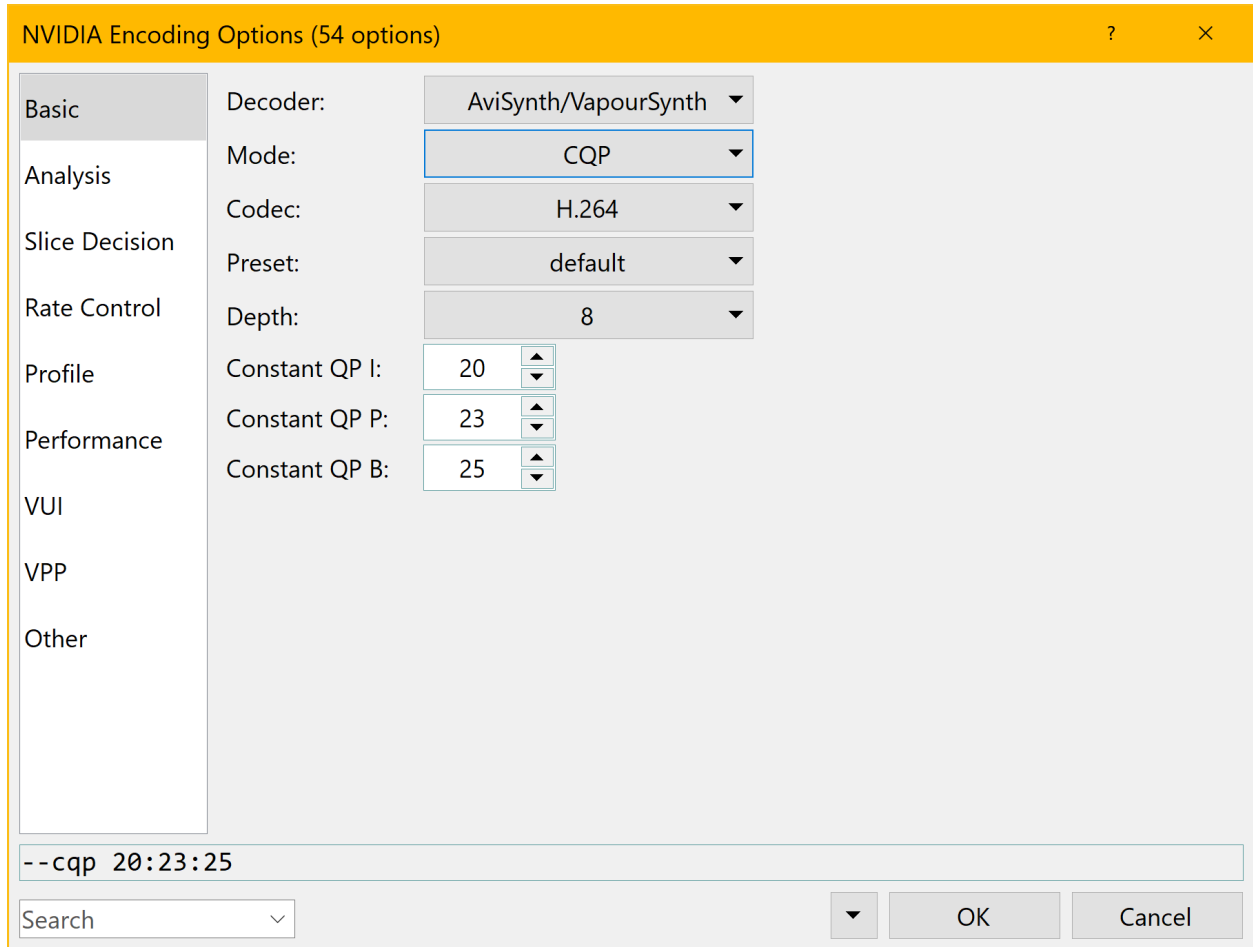 NVIDIA Encoding Options (54 options)
?
Basic
Analysis
Slice Decision
Rate Control
Profile
Performance
VUI
VPP
Other
Decoder: AviSynth/VapourSynth
Mode: CQP
Codec: H.264
Preset: default
Depth: 8
Constant QP I: 20
Constant QP P: 23
Constant QP B: 25
--cqp 20:23:25
Search
OK
Cancel